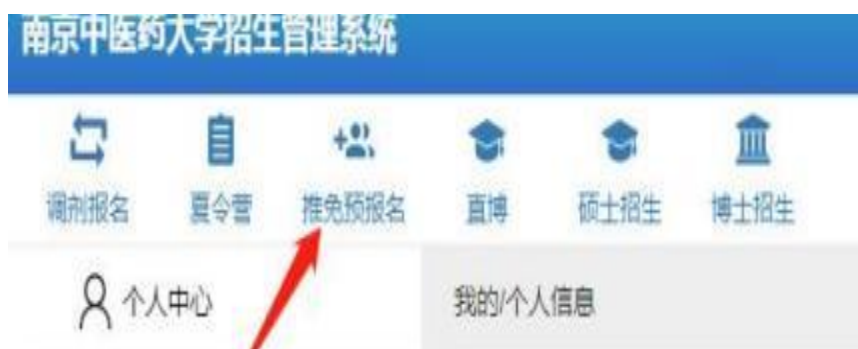 南京中医药大学招生管理系统
调剂报名 夏令营 推免预报名 直博 硕士招生 博士招生
个人中心 我的/个人信息